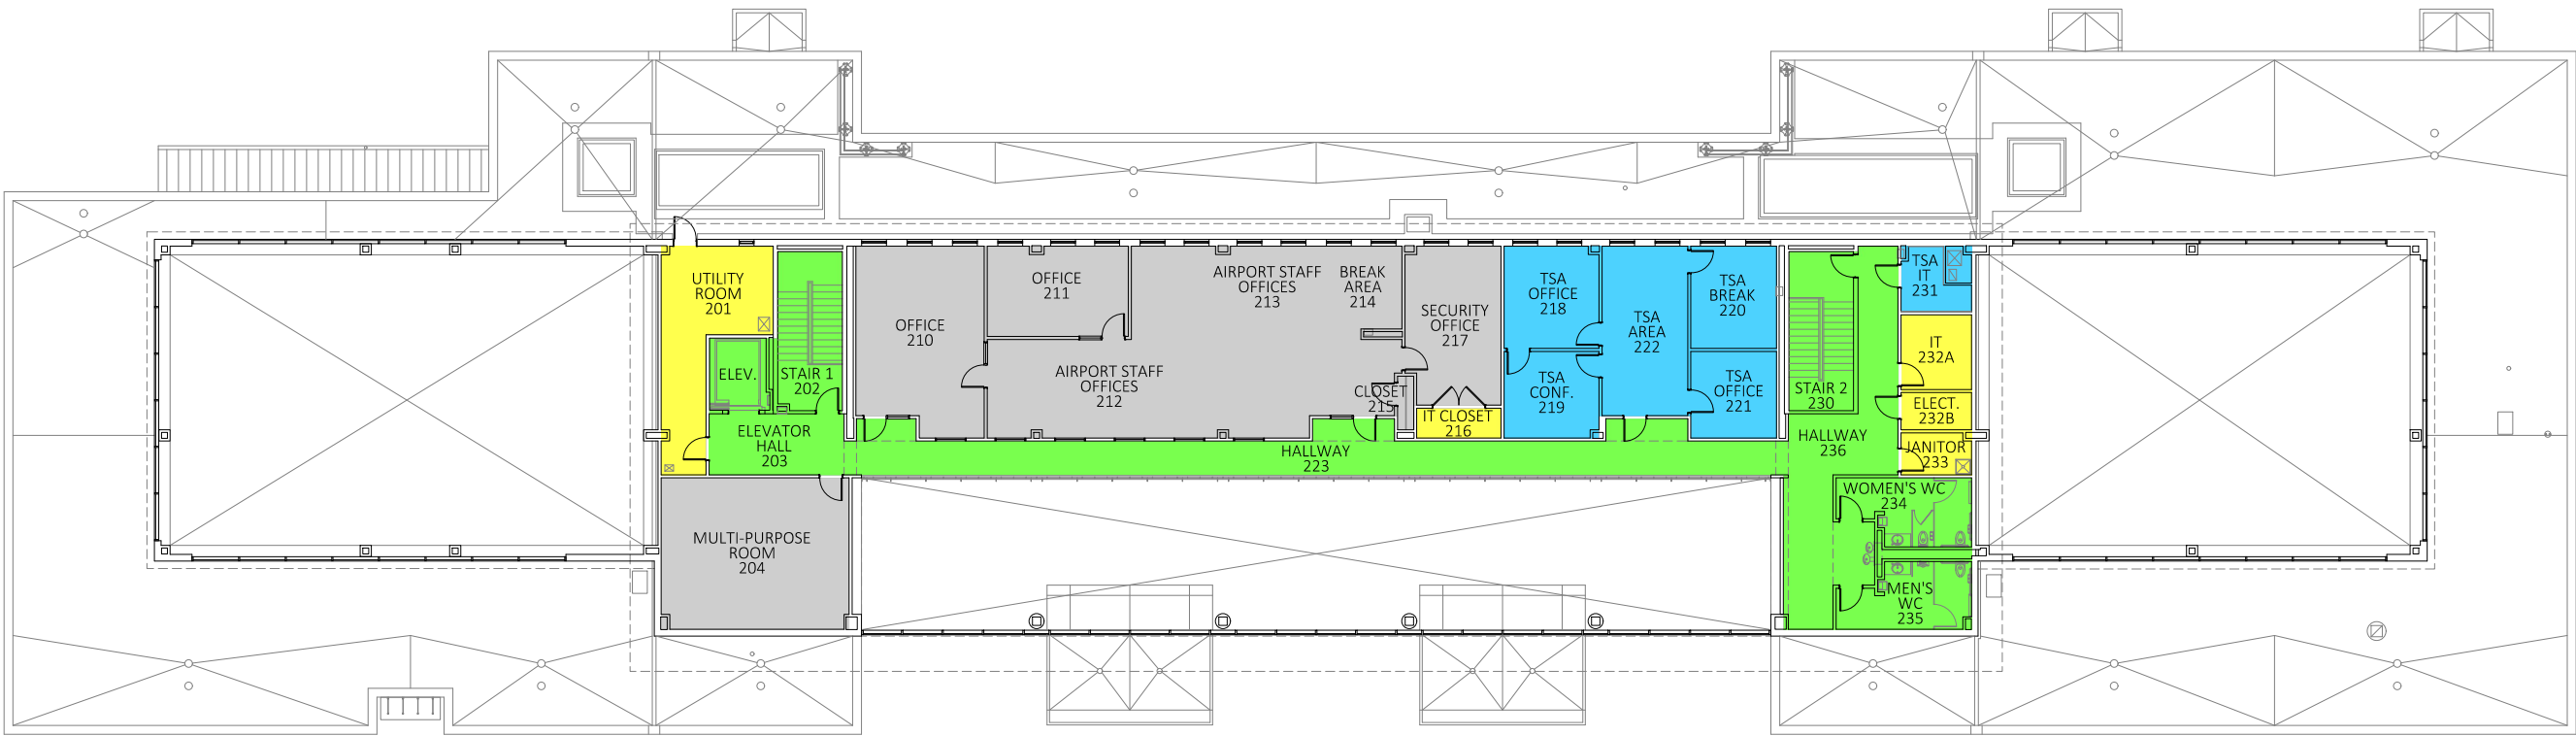 UTILITY
ROOM
201
ELEV.
STAIR 1
202
ELEVATOR
HALL
203
MULTI-PURPOSE
ROOM
204
OFFICE
210
OFFICE
211
AIRPORT STAFF
OFFICES
212
AIRPORT STAFF
OFFICES
213
BREAK
AREA
214
CLOSET
215
IT CLOSET
216
SECURITY
OFFICE
217
TSA
OFFICE
218
TSA
CONF.
219
TSA
BREAK
220
TSA
OFFICE
221
TSA
AREA
222
HALLWAY
223
STAIR 2
230
TSA
IT
231
IT
232A
ELECT.
232B
JANITOR
233
WOMEN'S WC
234
MEN'S
WC
235
HALLWAY
236